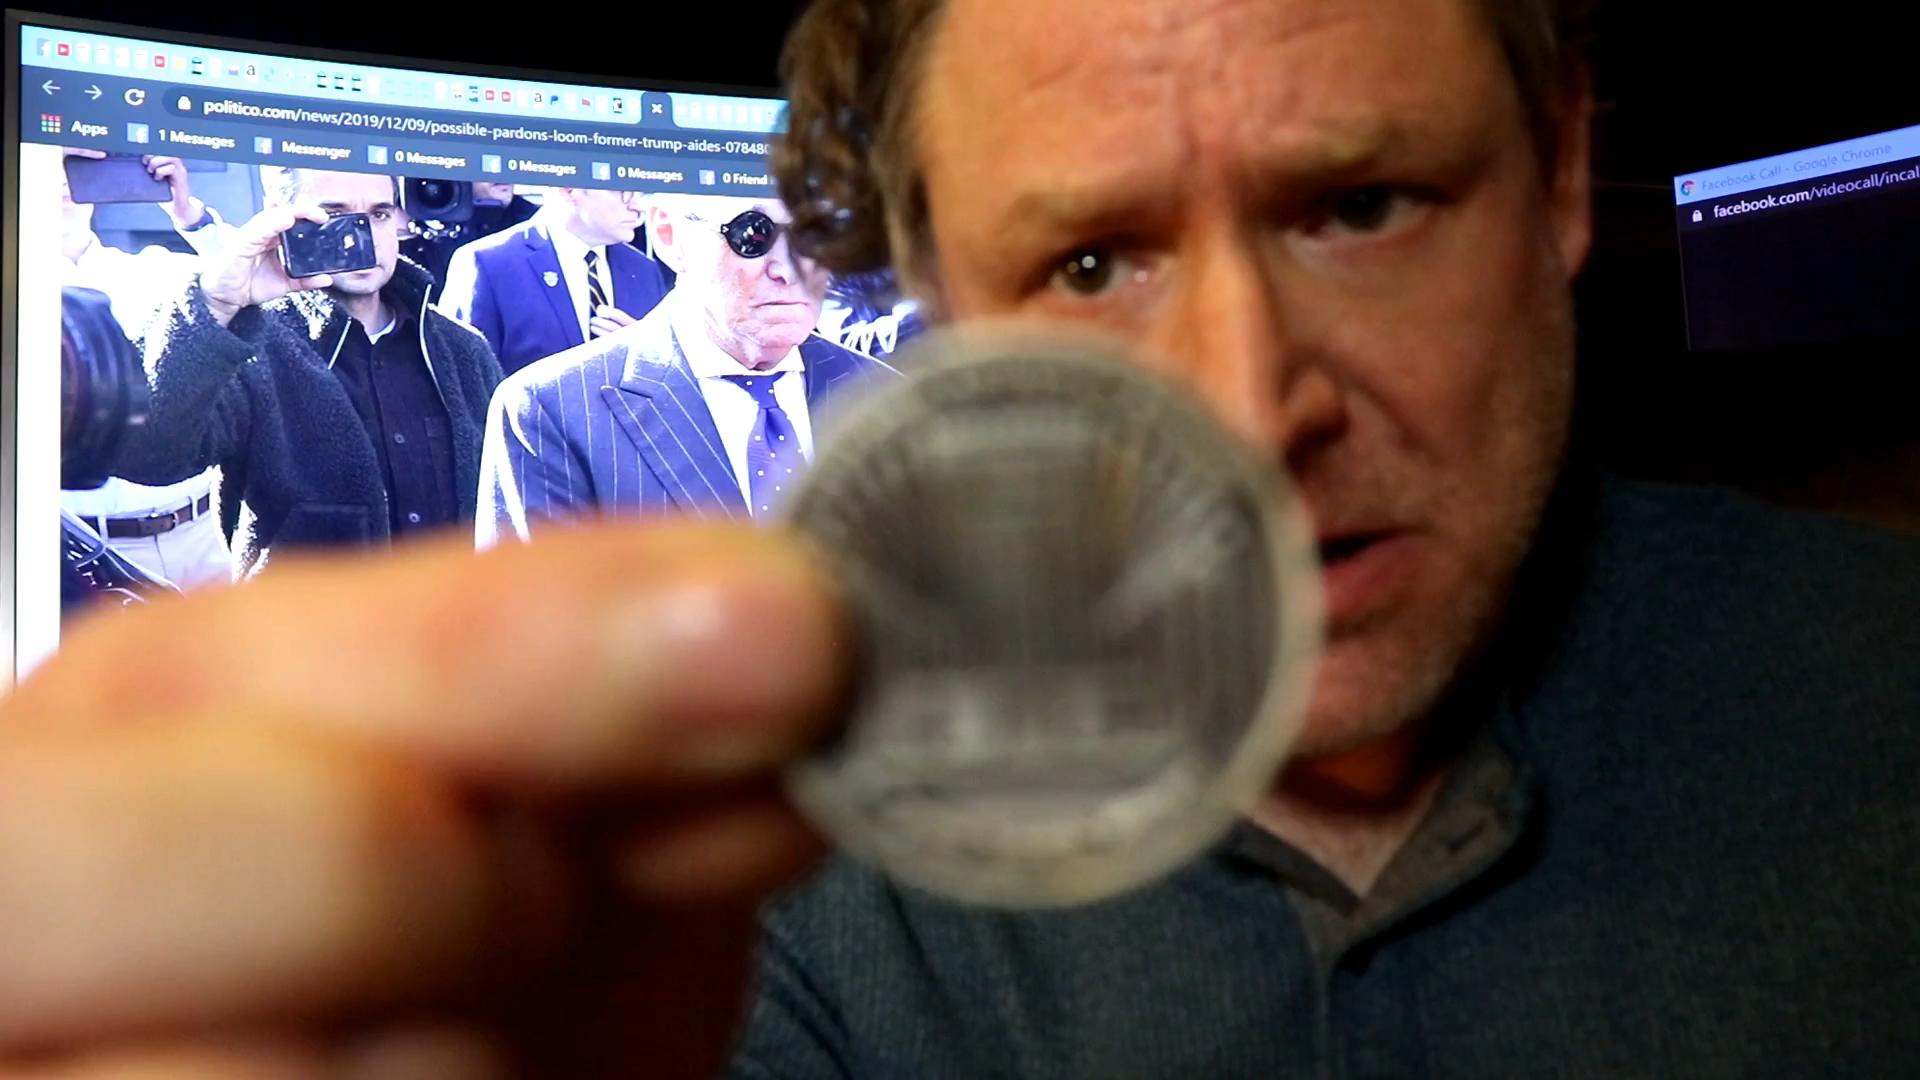 politico.com/news/2019/12/09/possible-pardons-loom-former-trump-aides-07848
Apps 1 Messages Messenger 0 Messages 0 Messages 0 Messages 0 Friend
Facebook Call - Google Chrome
facebook.com/videocall/incal